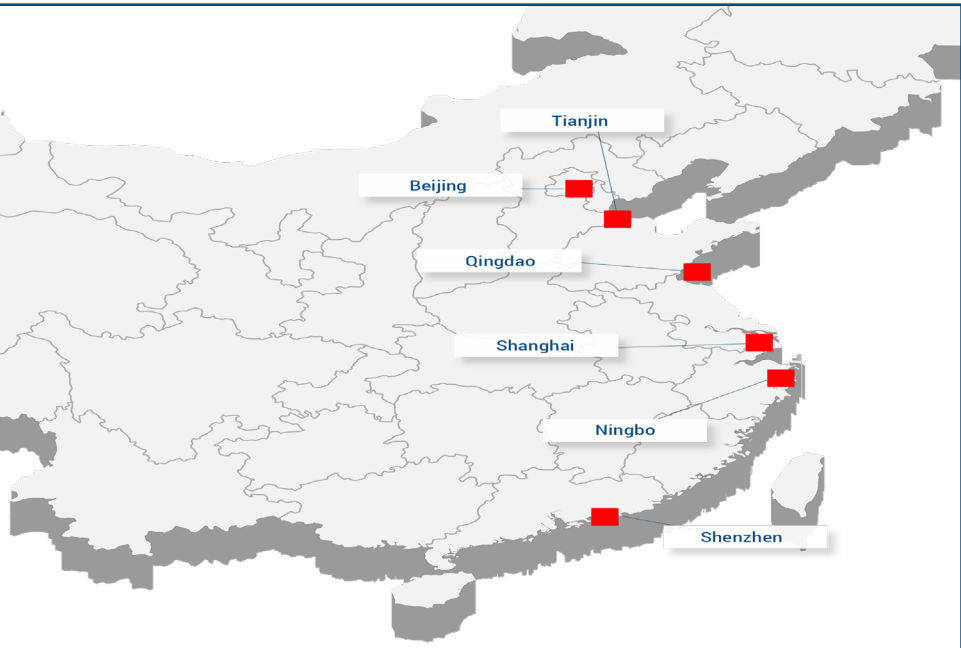 Tianjin
Beijing
Qingdao
Shanghai
Ningbo
Shenzhen